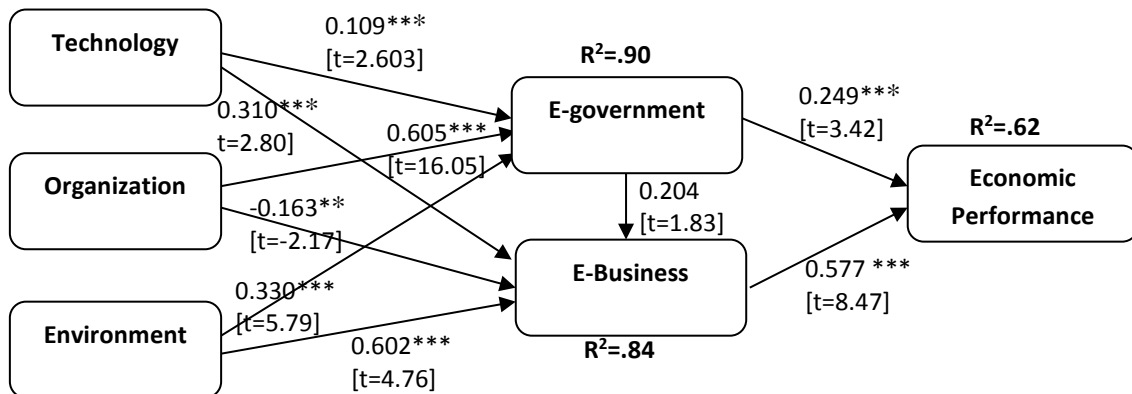 Technology
0.109***
[t=2.603]
R²=.90
E-government
0.310***
t=2.80]
0.605***
[t=16.05]
0.249***
[t=3.42]
R²=.62
Organization
-0.163**
[t=-2.17]
0.204
[t=1.83]
Economic
Performance
E-Business
0.577 ***
[t=8.47]
Environment
0.330***
[t=5.79]
0.602***
[t=4.76]
R²=.84